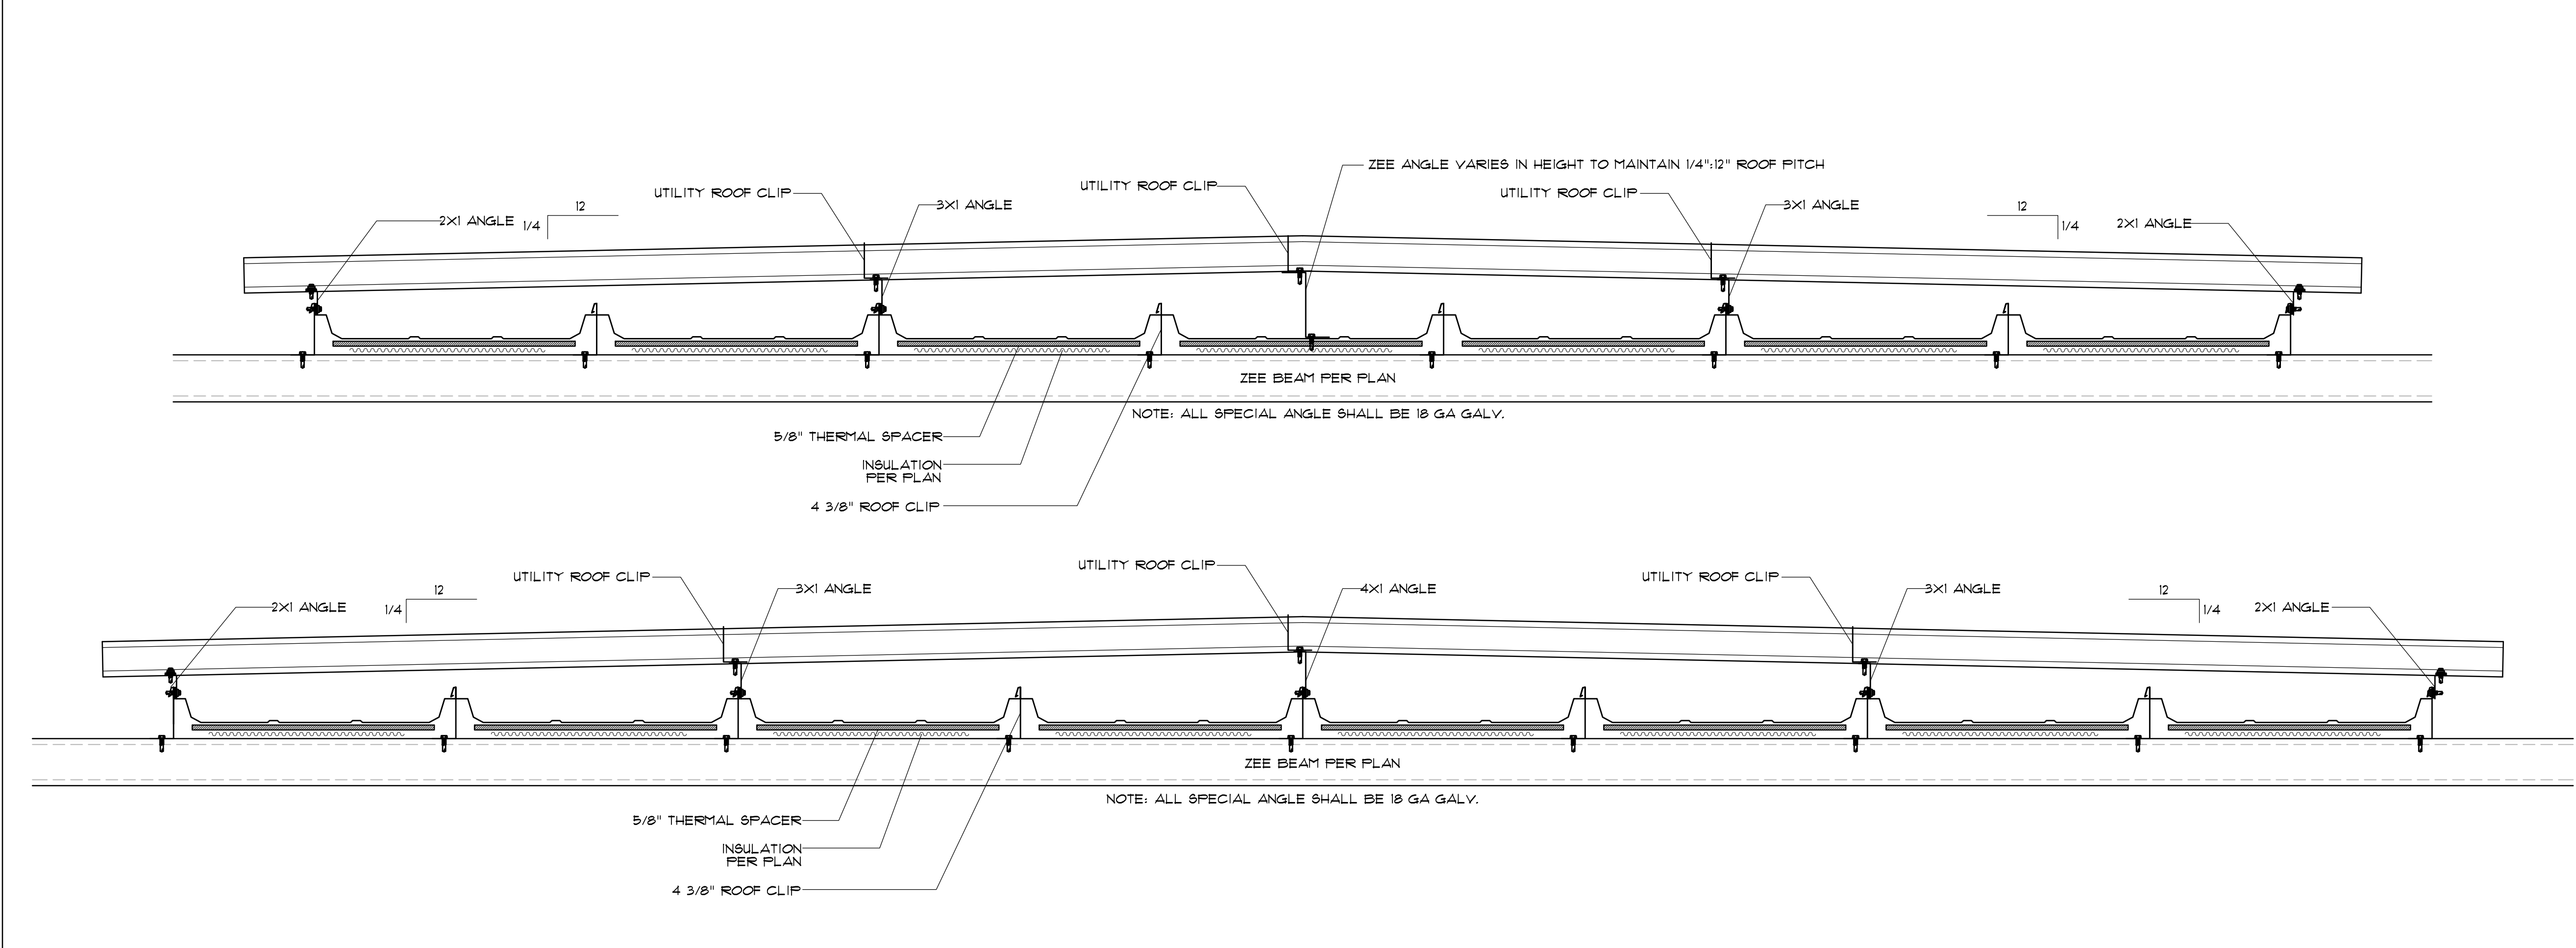 ZEE ANGLE VARIES IN HEIGHT TO MAINTAIN 1/4":12" ROOF PITCH
UTILITY ROOF CLIP
UTILITY ROOF CLIP
UTILITY ROOF CLIP
2X1 ANGLE
12
1/4
3X1 ANGLE
3X1 ANGLE
12
1/4
2X1 ANGLE
ZEE BEAM PER PLAN
NOTE: ALL SPECIAL ANGLE SHALL BE 18 GA GALV.
5/8" THERMAL SPACER
INSULATION
PER PLAN
4 3/8" ROOF CLIP
UTILITY ROOF CLIP
UTILITY ROOF CLIP
UTILITY ROOF CLIP
2X1 ANGLE
12
1/4
3X1 ANGLE
4X1 ANGLE
3X1 ANGLE
12
1/4
2X1 ANGLE
ZEE BEAM PER PLAN
NOTE: ALL SPECIAL ANGLE SHALL BE 18 GA GALV.
5/8" THERMAL SPACER
INSULATION
PER PLAN
4 3/8" ROOF CLIP